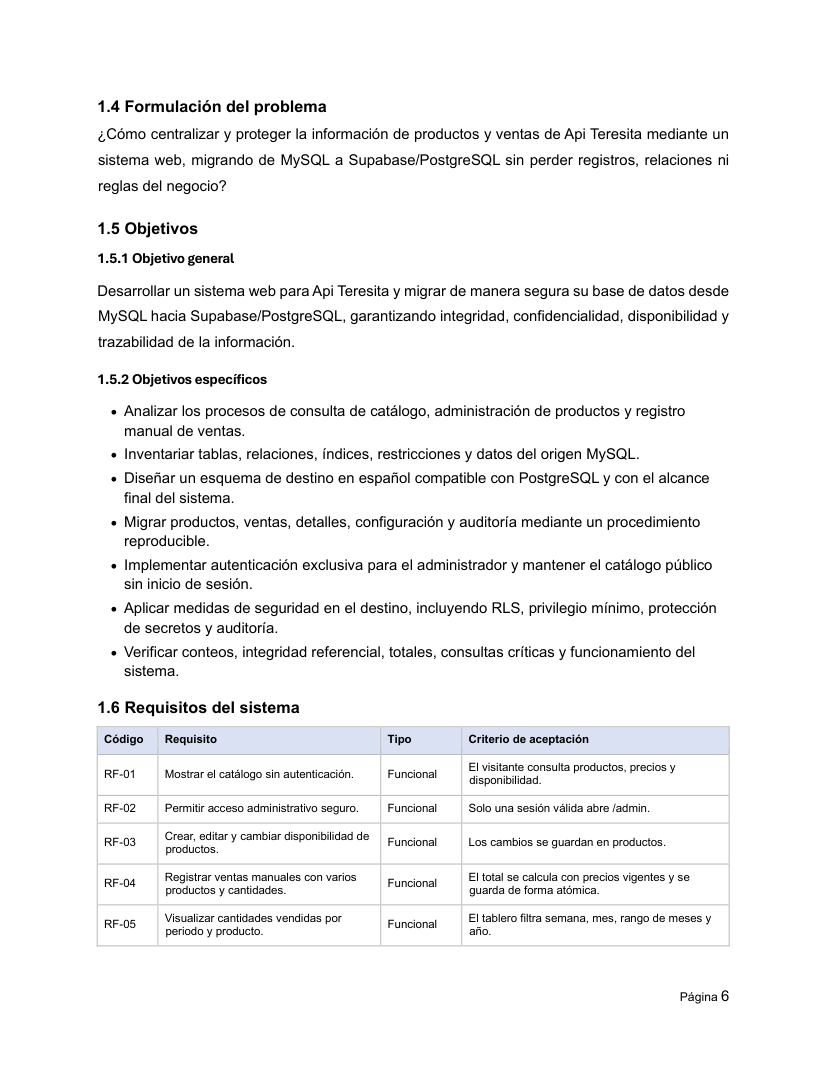 1.4 Formulación del problema
¿Cómo centralizar y proteger la información de productos y ventas de Api Teresita mediante un
sistema web, migrando de MySQL a Supabase/PostgreSQL sin perder registros, relaciones ni
reglas del negocio?
1.5 Objetivos
1.5.1 Objetivo general
Desarrollar un sistema web para Api Teresita y migrar de manera segura su base de datos desde
MySQL hacia Supabase/PostgreSQL, garantizando integridad, confidencialidad, disponibilidad y
trazabilidad de la información.
1.5.2 Objetivos específicos
• Analizar los procesos de consulta de catálogo, administración de productos y registro
manual de ventas.
• Inventariar tablas, relaciones, índices, restricciones y datos del origen MySQL.
• Diseñar un esquema de destino en español compatible con PostgreSQL y con el alcance
final del sistema.
• Migrar productos, ventas, detalles, configuración y auditoría mediante un procedimiento
reproducible.
• Implementar autenticación exclusiva para el administrador y mantener el catálogo público
sin inicio de sesión.
• Aplicar medidas de seguridad en el destino, incluyendo RLS, privilegio mínimo, protección
de secretos y auditoría.
• Verificar conteos, integridad referencial, totales, consultas críticas y funcionamiento del
sistema.
1.6 Requisitos del sistema
Código Requisito Tipo Criterio de aceptación
RF-01 Mostrar el catálogo sin autenticación. Funcional El visitante consulta productos, precios y
disponibilidad.
RF-02 Permitir acceso administrativo seguro. Funcional Solo una sesión válida abre /admin.
RF-03 Crear, editar y cambiar disponibilidad de
productos. Funcional Los cambios se guardan en productos.
RF-04 Registrar ventas manuales con varios
productos y cantidades. Funcional El total se calcula con precios vigentes y se
guarda de forma atómica.
RF-05 Visualizar cantidades vendidas por
periodo y producto. Funcional El tablero filtra semana, mes, rango de meses y
año.
Página 6